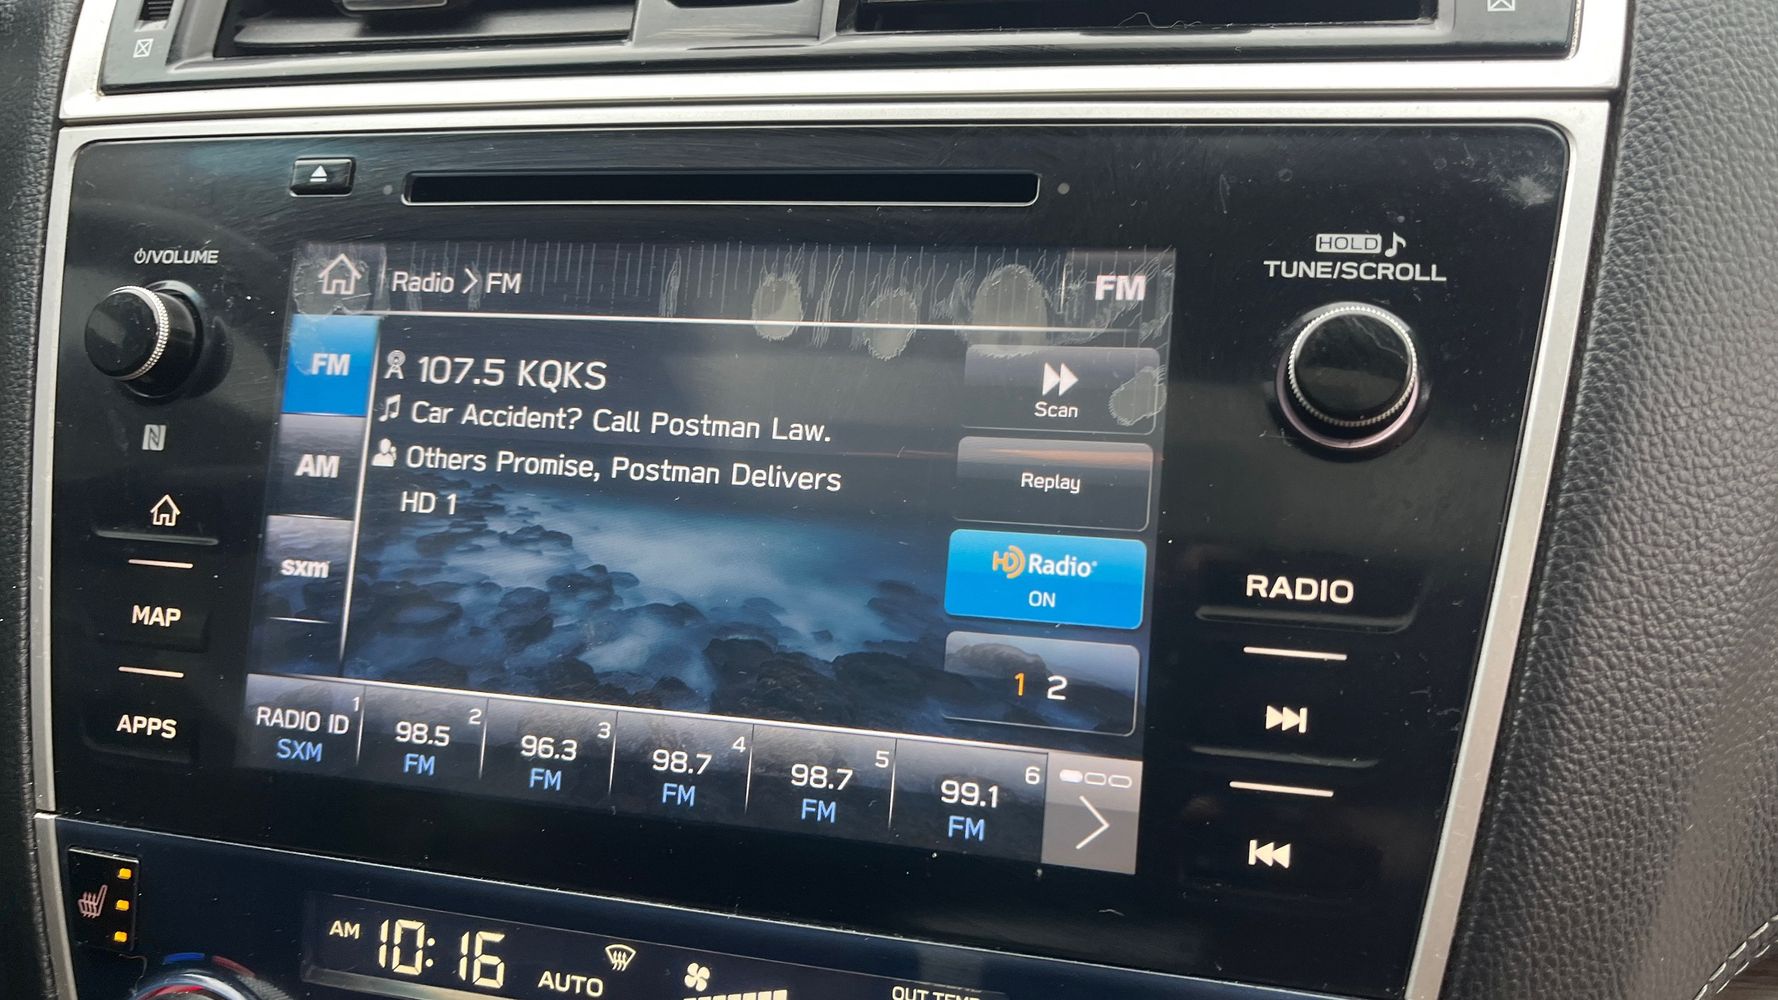 HOLD
TUNE/SCROLL
VOLUME
Radio > FM
FM
FM
107.5 KQKS
Car Accident? Call Postman Law.
Others Promise, Postman Delivers
HD 1
AM
sxm
Scan
Replay
HD Radio
ON
1 2
MAP
APPS
RADIO
RADIO ID 1
SXM
98.5 2
FM
96.3 3
FM
98.7 4
FM
98.7 5
FM
99.1 6
FM
AM 10:16
AUTO
OUT TEMP